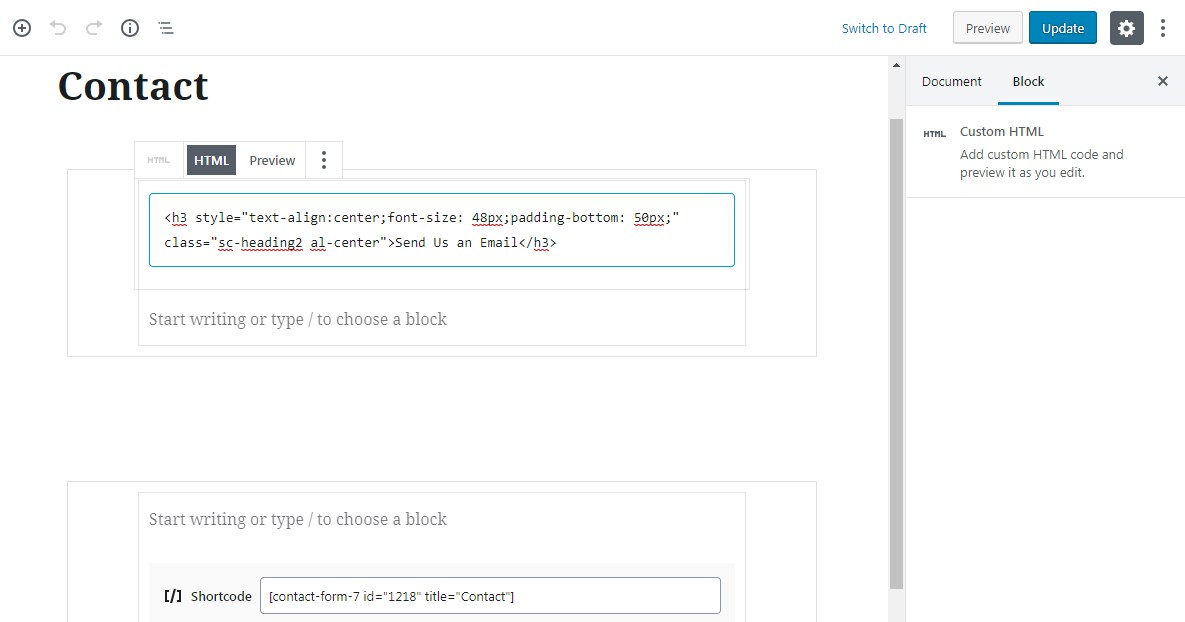 Switch to Draft Preview Update
Contact
Document Block
HTML Custom HTML
Add custom HTML code and
preview it as you edit.
HTML HTML Preview
<h3 style="text-align:center;font-size: 48px;padding-bottom: 50px;"
class="sc-heading2 al-center">Send Us an Email</h3>
Start writing or type / to choose a block
Start writing or type / to choose a block
[/] Shortcode [contact-form-7 id="1218" title="Contact"]